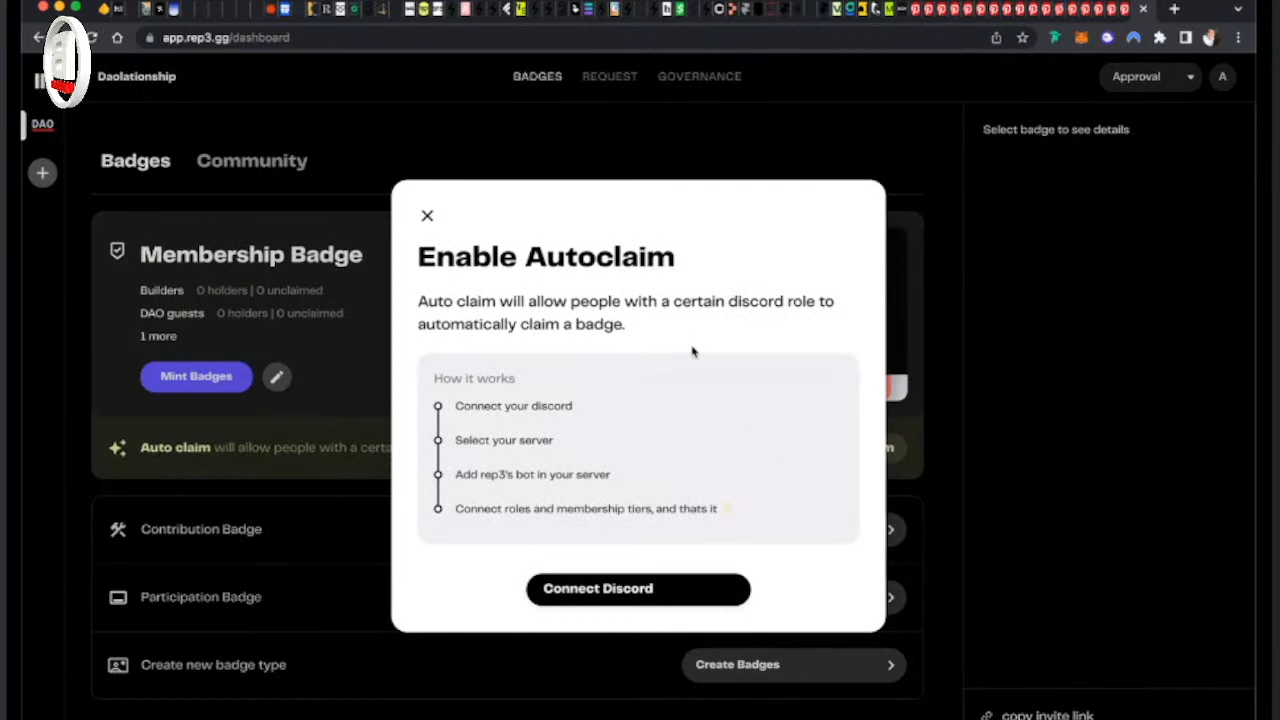 app.rep3.gg/dashboard
Daolationship
BADGES
REQUEST
GOVERNANCE
Approval
A
DAO
Select badge to see details
Badges
Community
Membership Badge
Builders 0 holders | 0 unclaimed
DAO guests 0 holders | 0 unclaimed
1 more
Mint Badges
Auto claim will allow people with a certa
Enable Autoclaim
Auto claim will allow people with a certain discord role to
automatically claim a badge.
How it works
Connect your discord
Select your server
Add rep3's bot in your server
Connect roles and membership tiers, and thats it
Connect Discord
Contribution Badge
Participation Badge
Create new badge type
Create Badges
copy invite link